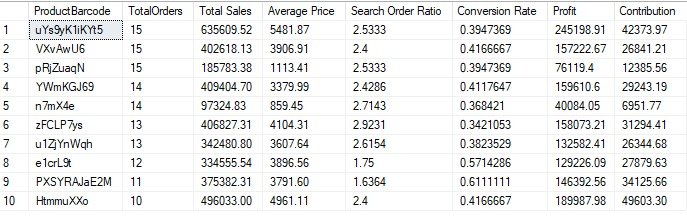 ProductBarcode TotalOrders Total Sales Average Price Search Order Ratio Conversion Rate Profit Contribution
1 uYs9yK1iKYt5 15 635609.52 5481.87 2.5333 0.3947369 245198.91 42373.97
2 VXvAwU6 15 402618.13 3906.91 2.4 0.4166667 157222.67 26841.21
3 pRjZuaqN 15 185783.38 1113.41 2.5333 0.3947369 76119.4 12385.56
4 YWmKGJ69 14 409404.70 3379.99 2.4286 0.4117647 159610.6 29243.19
5 n7mX4e 14 97324.83 859.45 2.7143 0.368421 40084.05 6951.77
6 zFCLP7ys 13 406827.31 4104.31 2.9231 0.3421053 158073.21 31294.41
7 u1ZjYnWqh 13 342480.80 3607.64 2.6154 0.3823529 132582.41 26344.68
8 e1crL9t 12 334555.54 3896.56 1.75 0.5714286 129226.09 27879.63
9 PXSYRAJaE2M 11 375382.31 3791.60 1.6364 0.6111111 146392.56 34125.66
10 HtmmuXXo 10 496033.00 4961.11 2.4 0.4166667 189987.98 49603.30